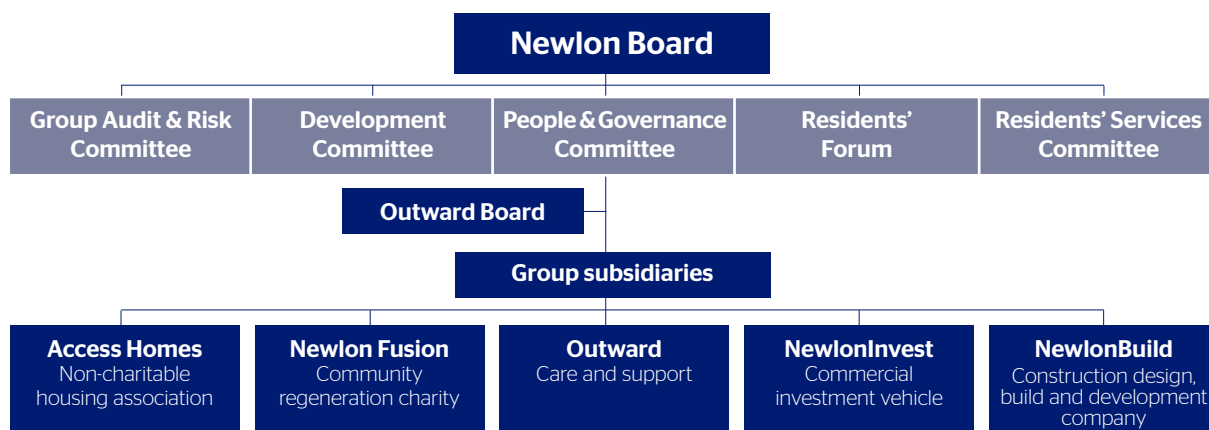 Newlon Board
Group Audit & Risk
Committee
Development
Committee
People & Governance
Committee
Residents'
Forum
Residents' Services
Committee
Outward Board
Group subsidiaries
Access Homes
Non-charitable
housing association
Newlon Fusion
Community
regeneration charity
Outward
Care and support
NewlonInvest
Commercial
investment vehicle
NewlonBuild
Construction design,
build and development
company